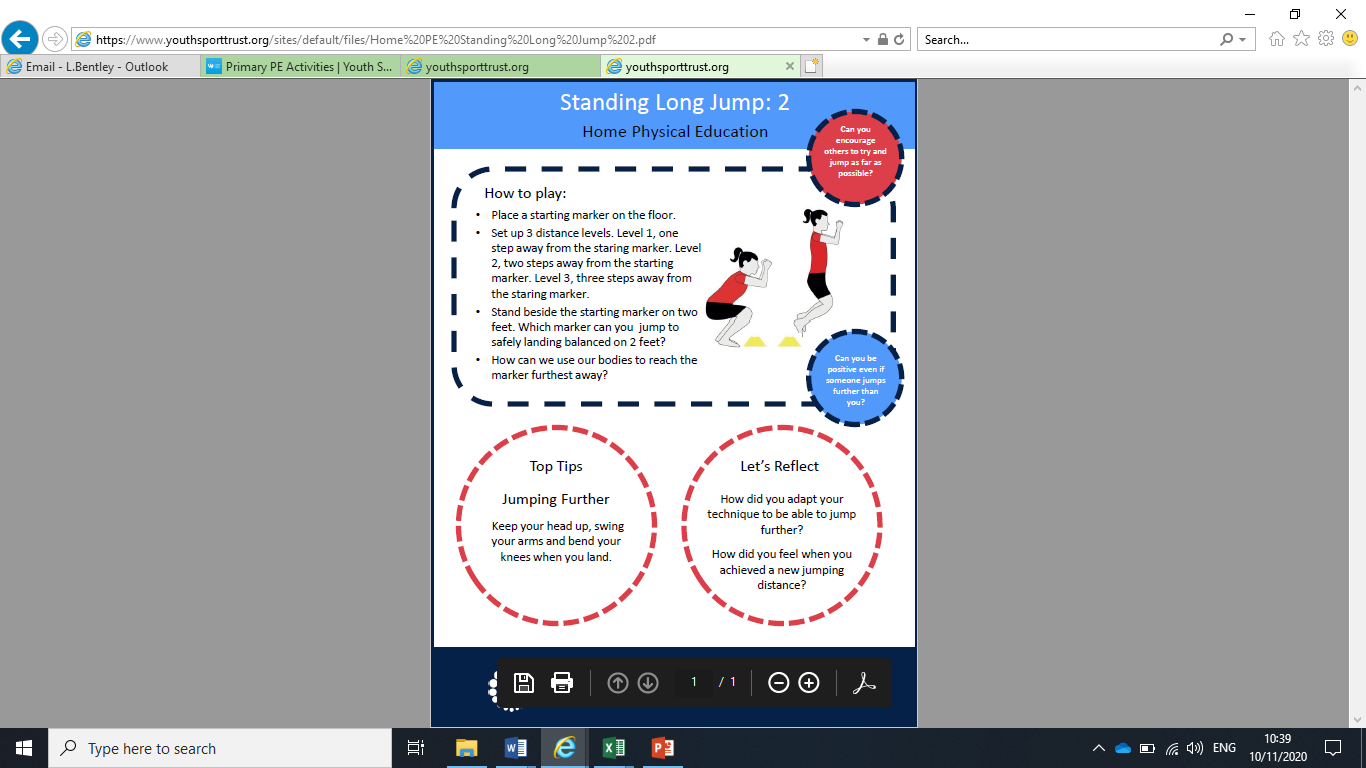 https://www.youthsporttrust.org/sites/default/files/Home%20PE%20Standing%20Long%20Jump%202.pdf
Search...
Email - L.Bentley - Outlook
Primary PE Activities | Youth S...
youthsporttrust.org
youthsporttrust.org
Standing Long Jump: 2
Home Physical Education
Can you
encourage
others to try and
jump as far as
possible?
How to play:
• Place a starting marker on the floor.
• Set up 3 distance levels. Level 1, one
step away from the staring marker. Level
2, two steps away from the starting
marker. Level 3, three steps away from
the staring marker.
• Stand beside the starting marker on two
feet. Which marker can you jump to
safely landing balanced on 2 feet?
• How can we use our bodies to reach the
marker furthest away?
Can you be
positive even if
someone jumps
further than
you?
Top Tips
Jumping Further
Keep your head up, swing
your arms and bend your
knees when you land.
Let's Reflect
How did you adapt your
technique to be able to jump
further?
How did you feel when you
achieved a new jumping
distance?
1 / 1
Type here to search
ENG
10:39
10/11/2020